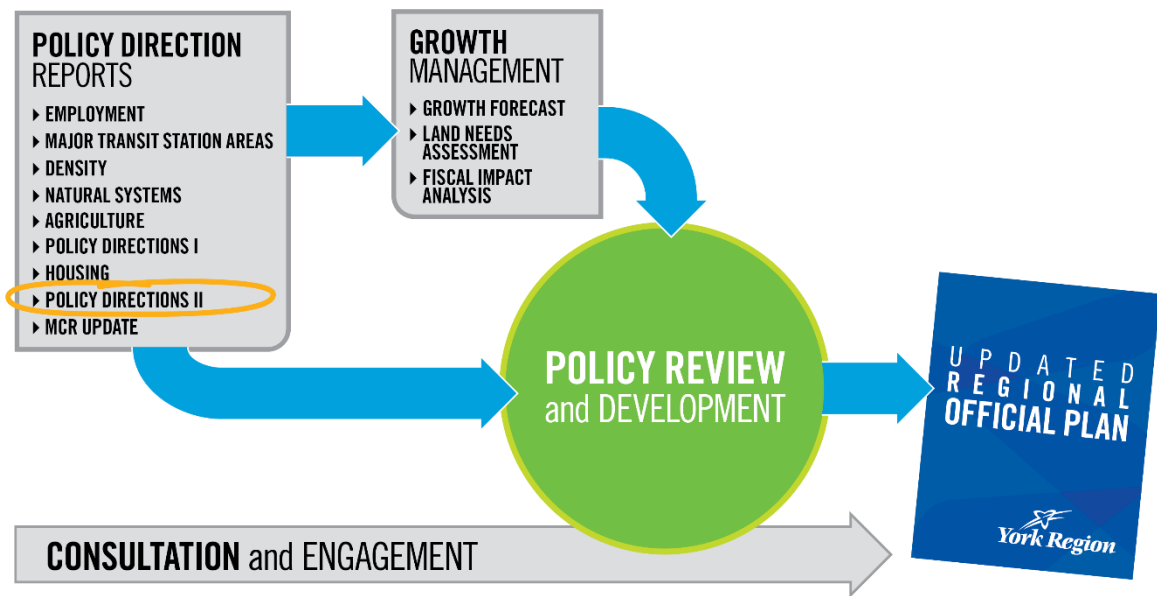 POLICY DIRECTION
REPORTS
EMPLOYMENT
MAJOR TRANSIT STATION AREAS
DENSITY
NATURAL SYSTEMS
AGRICULTURE
POLICY DIRECTIONS I
HOUSING
POLICY DIRECTIONS II
MCR UPDATE
GROWTH
MANAGEMENT
GROWTH FORECAST
LAND NEEDS
ASSESSMENT
FISCAL IMPACT
ANALYSIS
POLICY REVIEW
and DEVELOPMENT
UPDATED
REGIONAL
OFFICIAL PLAN
York Region
CONSULTATION and ENGAGEMENT